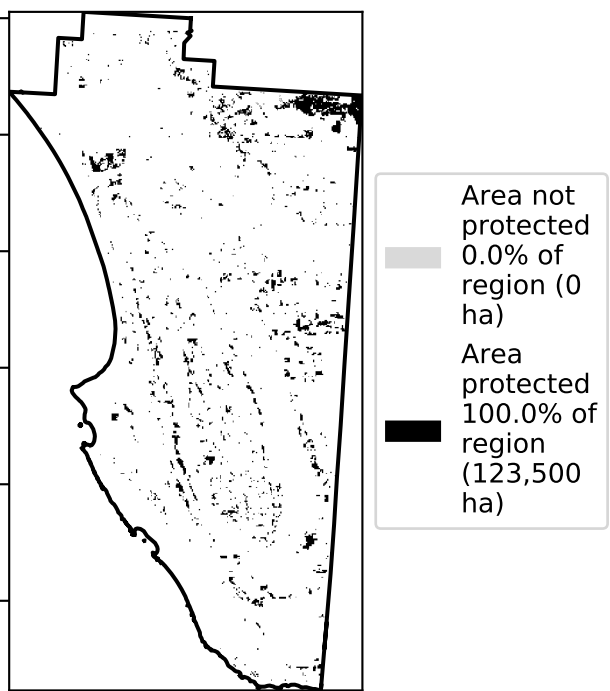 Area not
protected
0.0% of
region (0
ha)
Area
protected
100.0% of
region
(123,500
ha)